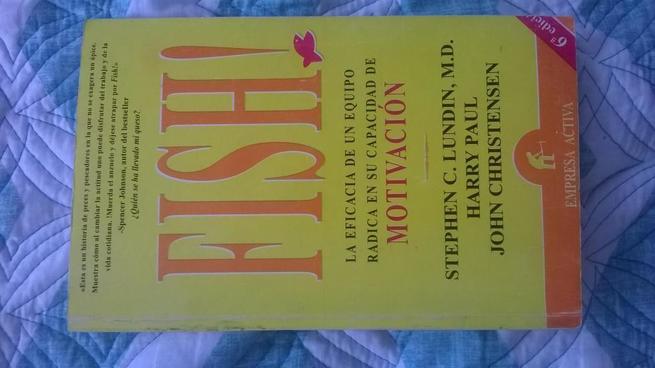 «Esta es un historia de peces y pescadores en la que no se exagera un ápice.
Muestra cómo al cambiar la actitud uno puede disfrutar del trabajo y de la
vida cotidiana. ¡Muerda el anzuelo y déjese atrapar por Fish!»
-Spencer Johnson, autor del bestseller
¿Quién se ha llevado mi queso?
FISH!
LA EFICACIA DE UN EQUIPO
RADICA EN SU CAPACIDAD DE
MOTIVACIÓN
STEPHEN C. LUNDIN, M.D.
HARRY PAUL
JOHN CHRISTENSEN
EMPRESA ACTIVA
6ª edición